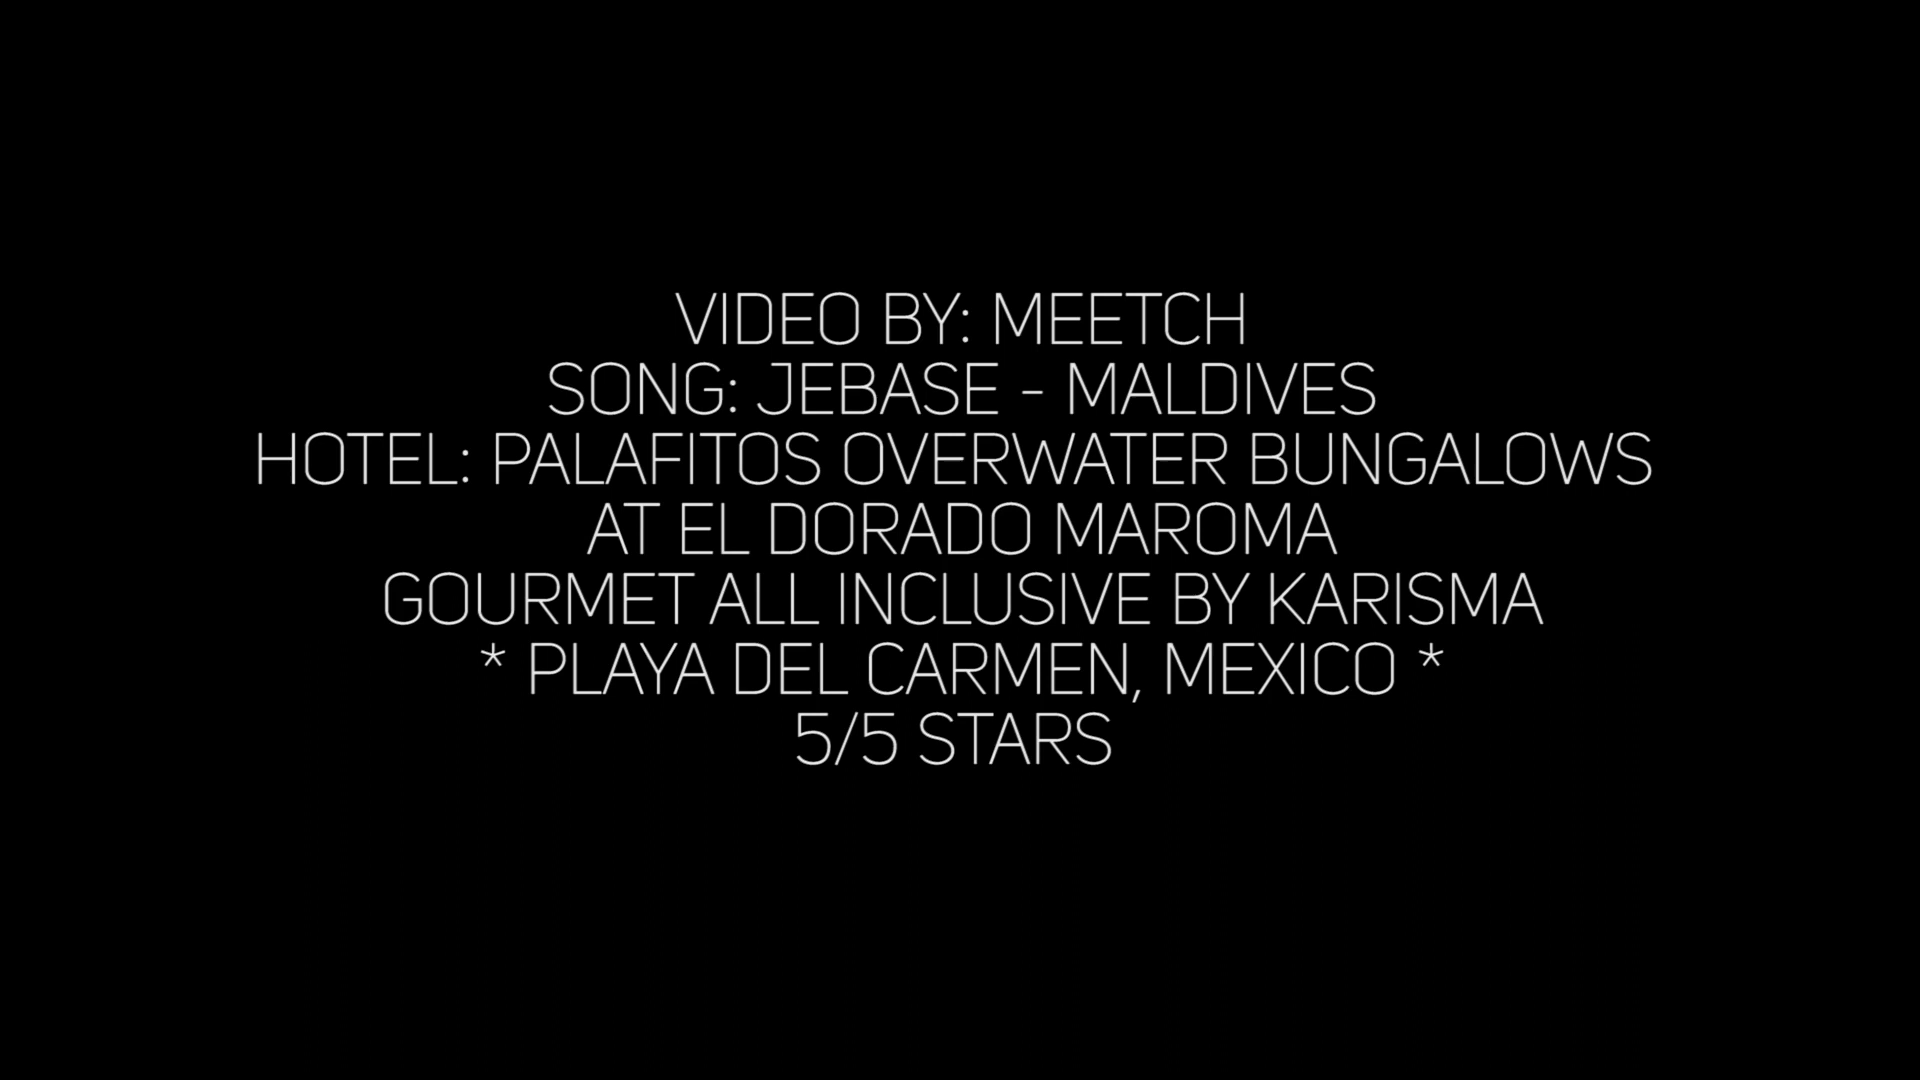 VIDEO BY: MEETCH
SONG: JEBASE - MALDIVES
HOTEL: PALAFITOS OVERWATER BUNGALOWS
AT EL DORADO MAROMA
GOURMET ALL INCLUSIVE BY KARISMA
* PLAYA DEL CARMEN, MEXICO *
5/5 STARS